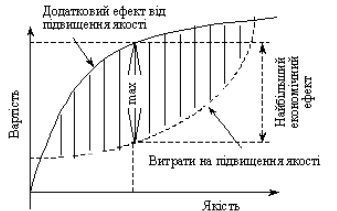 Додатковий ефект від
підвищення якості
Вартість
max
Найбільший
економічний
ефект
Витрати на підвищення якості
Якість